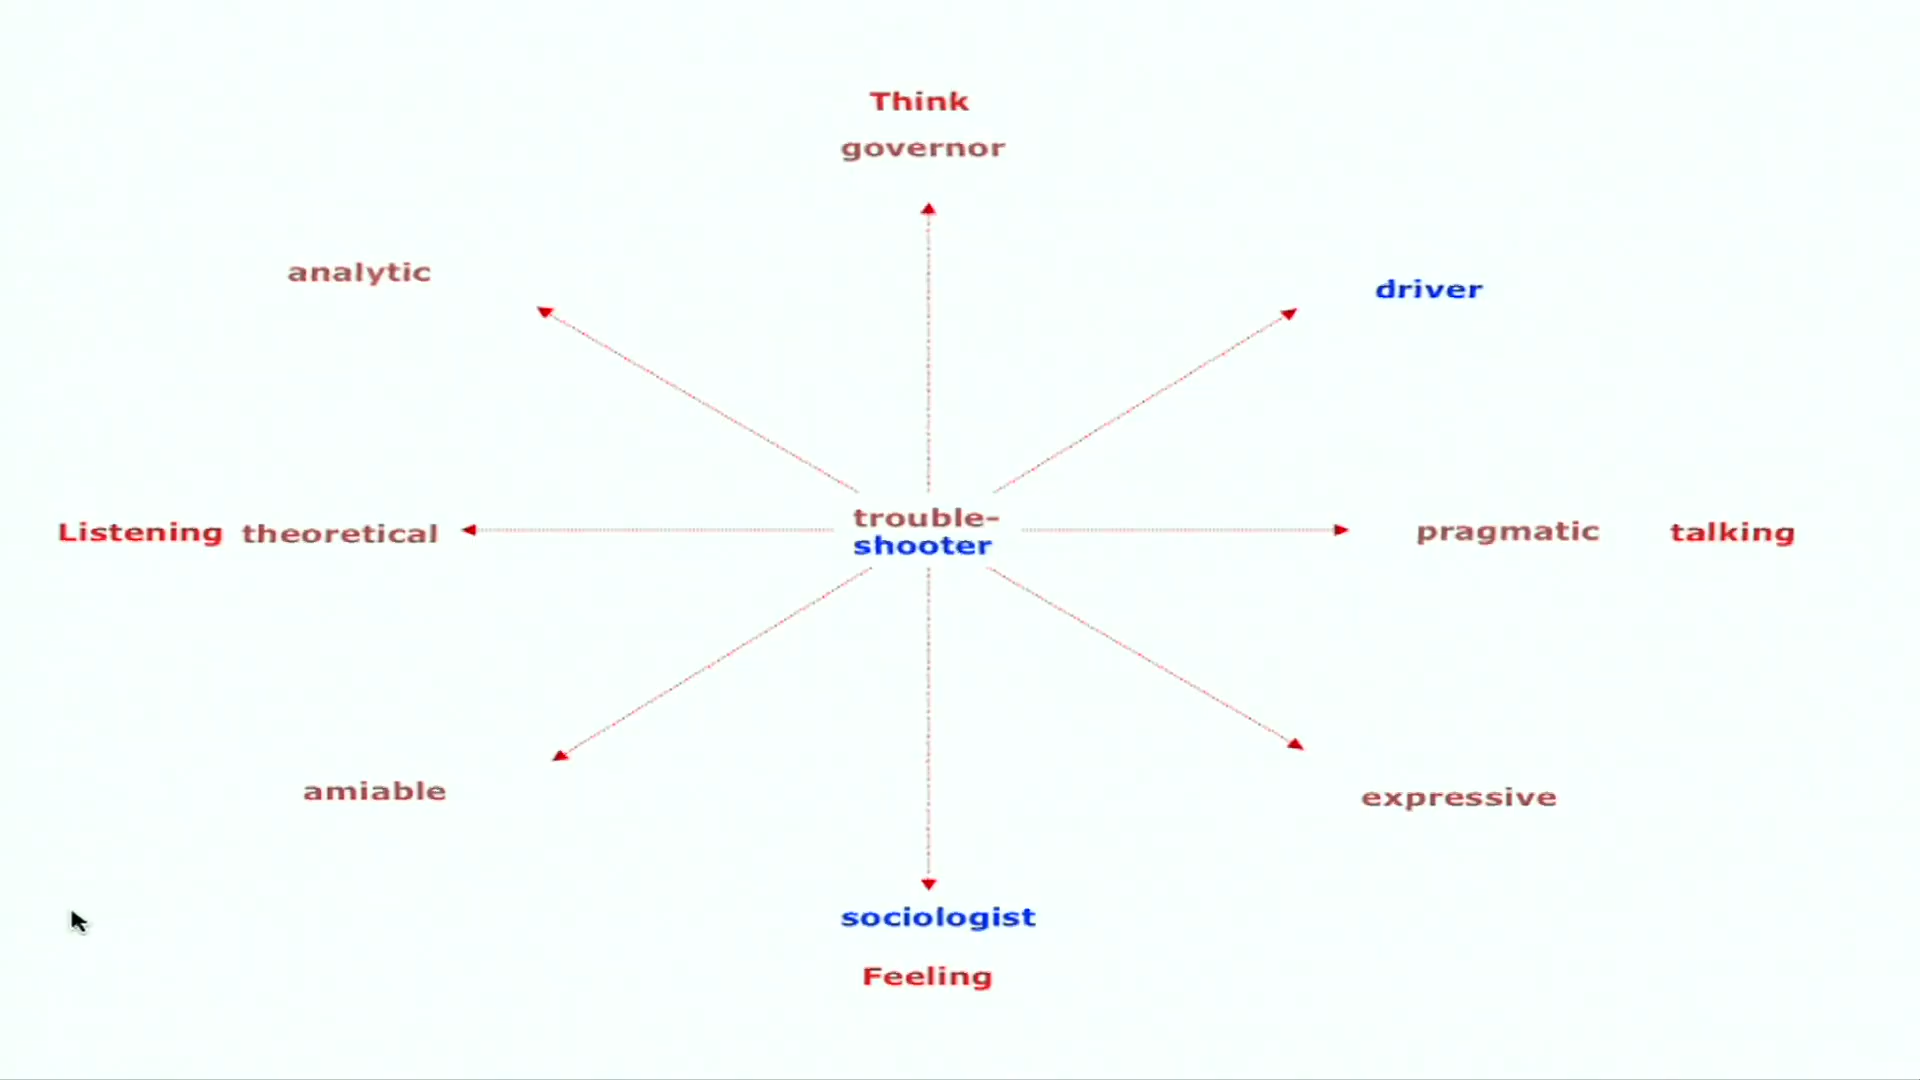 Think
governor
analytic
driver
Listening theoretical
trouble-
shooter
pragmatic talking
amiable
expressive
sociologist
Feeling